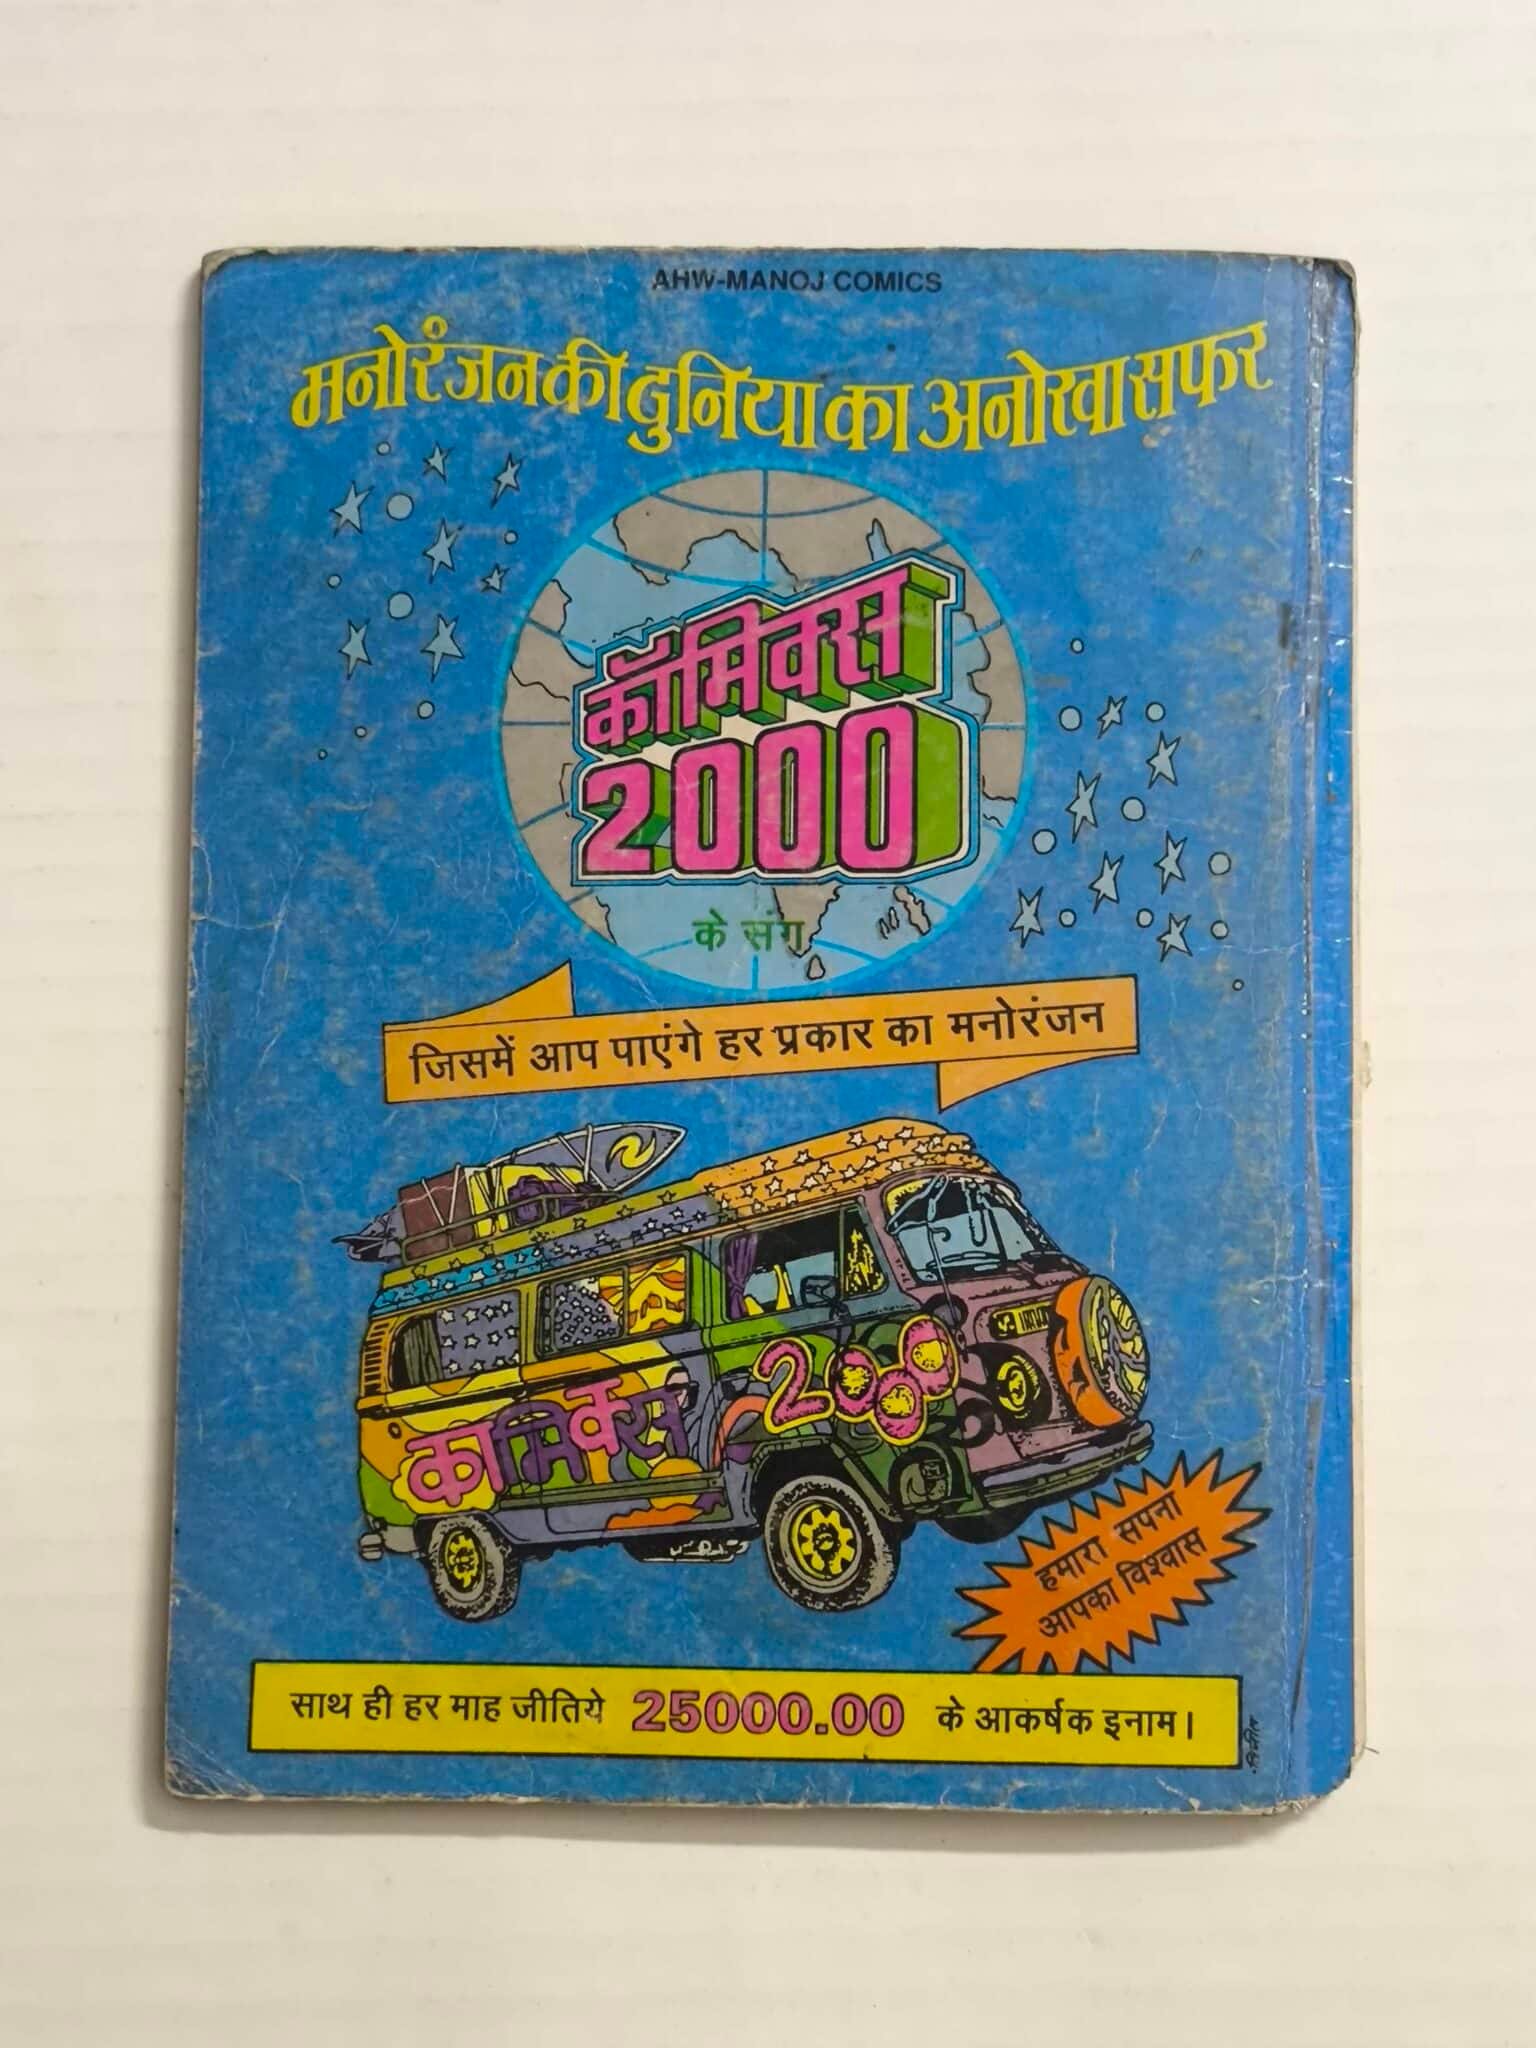 AHW-MANOJ COMICS
मनोरंजन की दुनिया का अनोखा सफर
कॉमिक्स
2000
के संग
जिसमें आप पाएंगे हर प्रकार का मनोरंजन
कामिक्स 2000
हमारा सपना
आपका विश्वास
साथ ही हर माह जीतिये 25000.00 के आकर्षक इनाम।